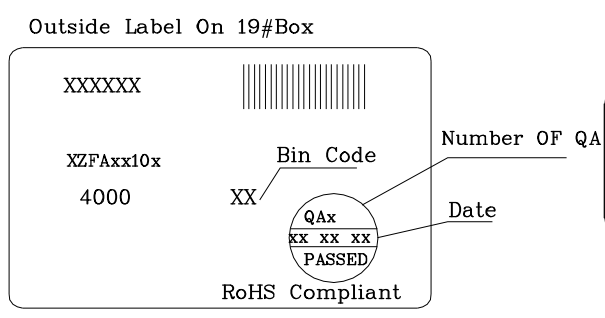 Outside Label On 19#Box
XXXXXX
Number OF QA
XZFAxx10x
Bin Code
4000
XX
QAx
Date
xx xx xx
PASSED
RoHS Compliant